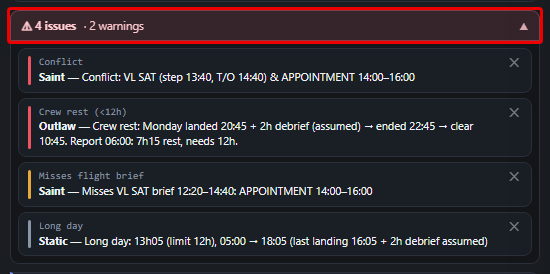 ⚠ 4 issues · 2 warnings ▲
Conflict
Saint — Conflict: VL SAT (step 13:40, T/O 14:40) & APPOINTMENT 14:00–16:00
Crew rest (<12h)
Outlaw — Crew rest: Monday landed 20:45 + 2h debrief (assumed) → ended 22:45 → clear
10:45. Report 06:00: 7h15 rest, needs 12h.
Misses flight brief
Saint — Misses VL SAT brief 12:20–14:40: APPOINTMENT 14:00–16:00
Long day
Static — Long day: 13h05 (limit 12h), 05:00 → 18:05 (last landing 16:05 + 2h debrief assumed)